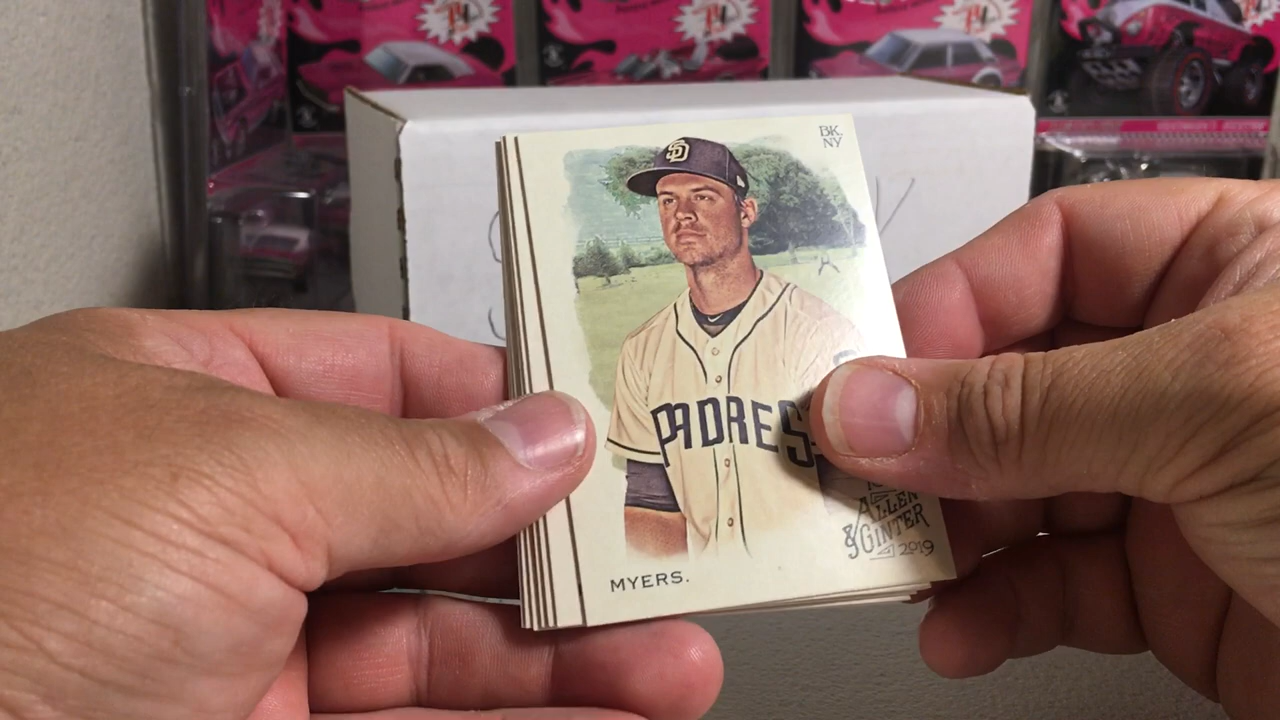 BK.
NY
SD
PADRES
ALLEN
& GINTER
2019
MYERS.